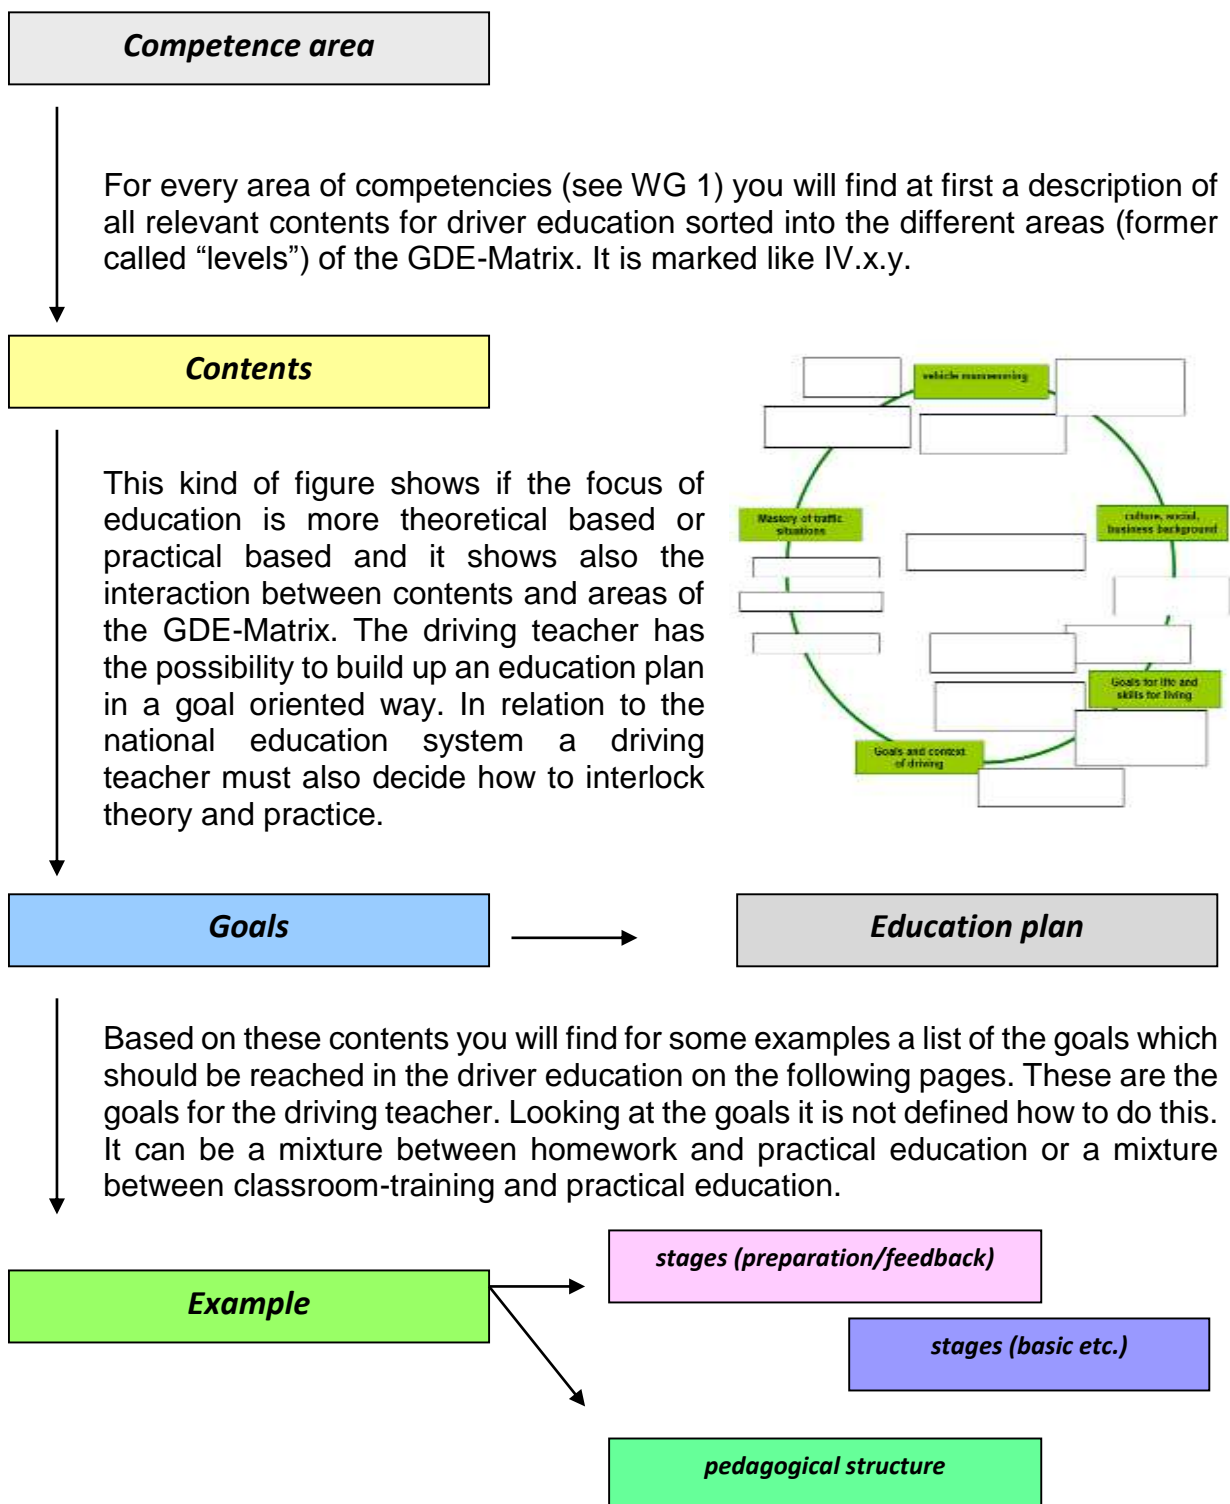 Competence area
For every area of competencies (see WG 1) you will find at first a description of
all relevant contents for driver education sorted into the different areas (former
called “levels”) of the GDE-Matrix. It is marked like IV.x.y.
Contents
This kind of figure shows if the focus of
education is more theoretical based or
practical based and it shows also the
interaction between contents and areas of
the GDE-Matrix. The driving teacher has
the possibility to build up an education plan
in a goal oriented way. In relation to the
national education system a driving
teacher must also decide how to interlock
theory and practice.
vehicle manoeuvring
Mastery of traffic
situations
culture, social,
business background
Goals for life and
skills for living
Goals and context
of driving
Goals
Education plan
Based on these contents you will find for some examples a list of the goals which
should be reached in the driver education on the following pages. These are the
goals for the driving teacher. Looking at the goals it is not defined how to do this.
It can be a mixture between homework and practical education or a mixture
between classroom-training and practical education.
stages (preparation/feedback)
Example
stages (basic etc.)
pedagogical structure